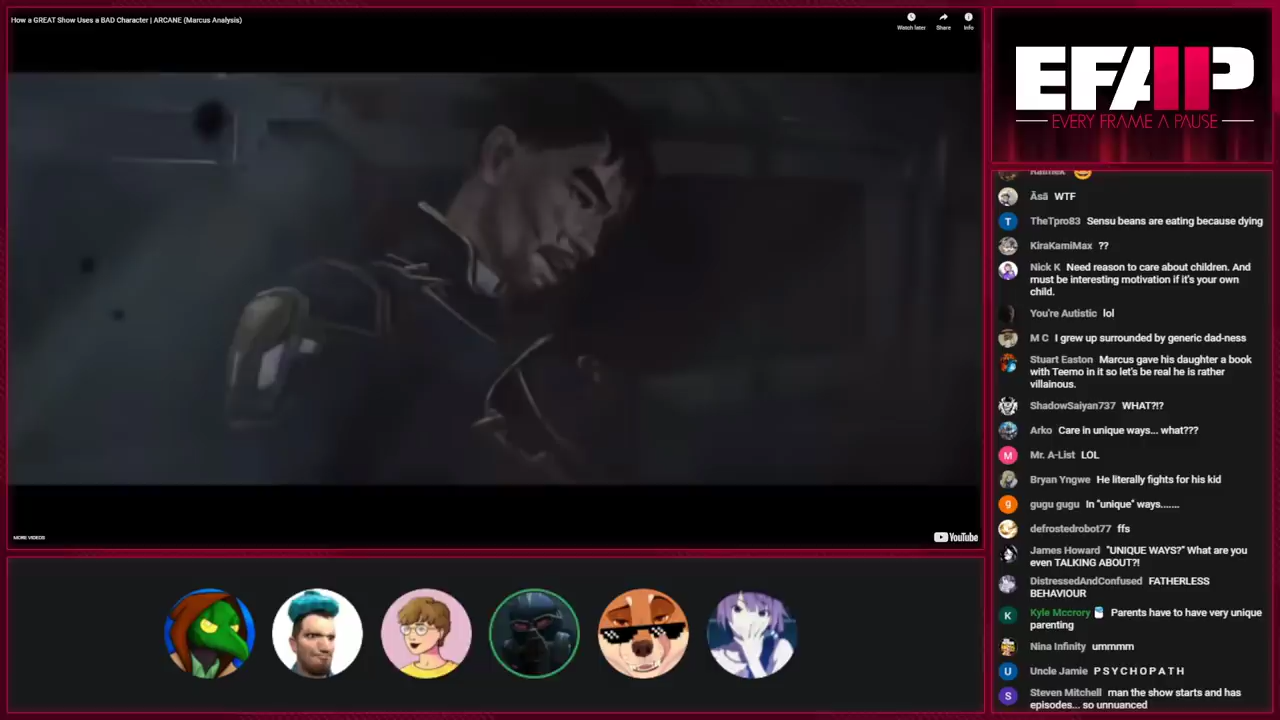 How a GREAT Show Uses a BAD Character | ARCANE (Marcus Analysis)
Watch later
Share
Info
MORE VIDEOS
YouTube
EFAP
EVERY FRAME A PAUSE
Āsä WTF
TheTpro83 Sensu beans are eating because dying
KiraKamiMax ??
Nick K Need reason to care about children. And
must be interesting motivation if it's your own
child.
You're Autistic lol
M C I grew up surrounded by generic dad-ness
Stuart Easton Marcus gave his daughter a book
with Teemo in it so let's be real he is rather
villainous.
ShadowSaiyan737 WHAT?!?
Arko Care in unique ways... what???
Mr. A-List LOL
Bryan Yngwe He literally fights for his kid
gugu gugu In "unique" ways.......
defrostedrobot77 ffs
James Howard "UNIQUE WAYS?" What are you
even TALKING ABOUT?!
DistressedAndConfused FATHERLESS
BEHAVIOUR
Kyle Mccrory Parents have to have very unique
parenting
Nina Infinity ummmm
Uncle Jamie P S Y C H O P A T H
Steven Mitchell man the show starts and has
episodes... so unnuanced